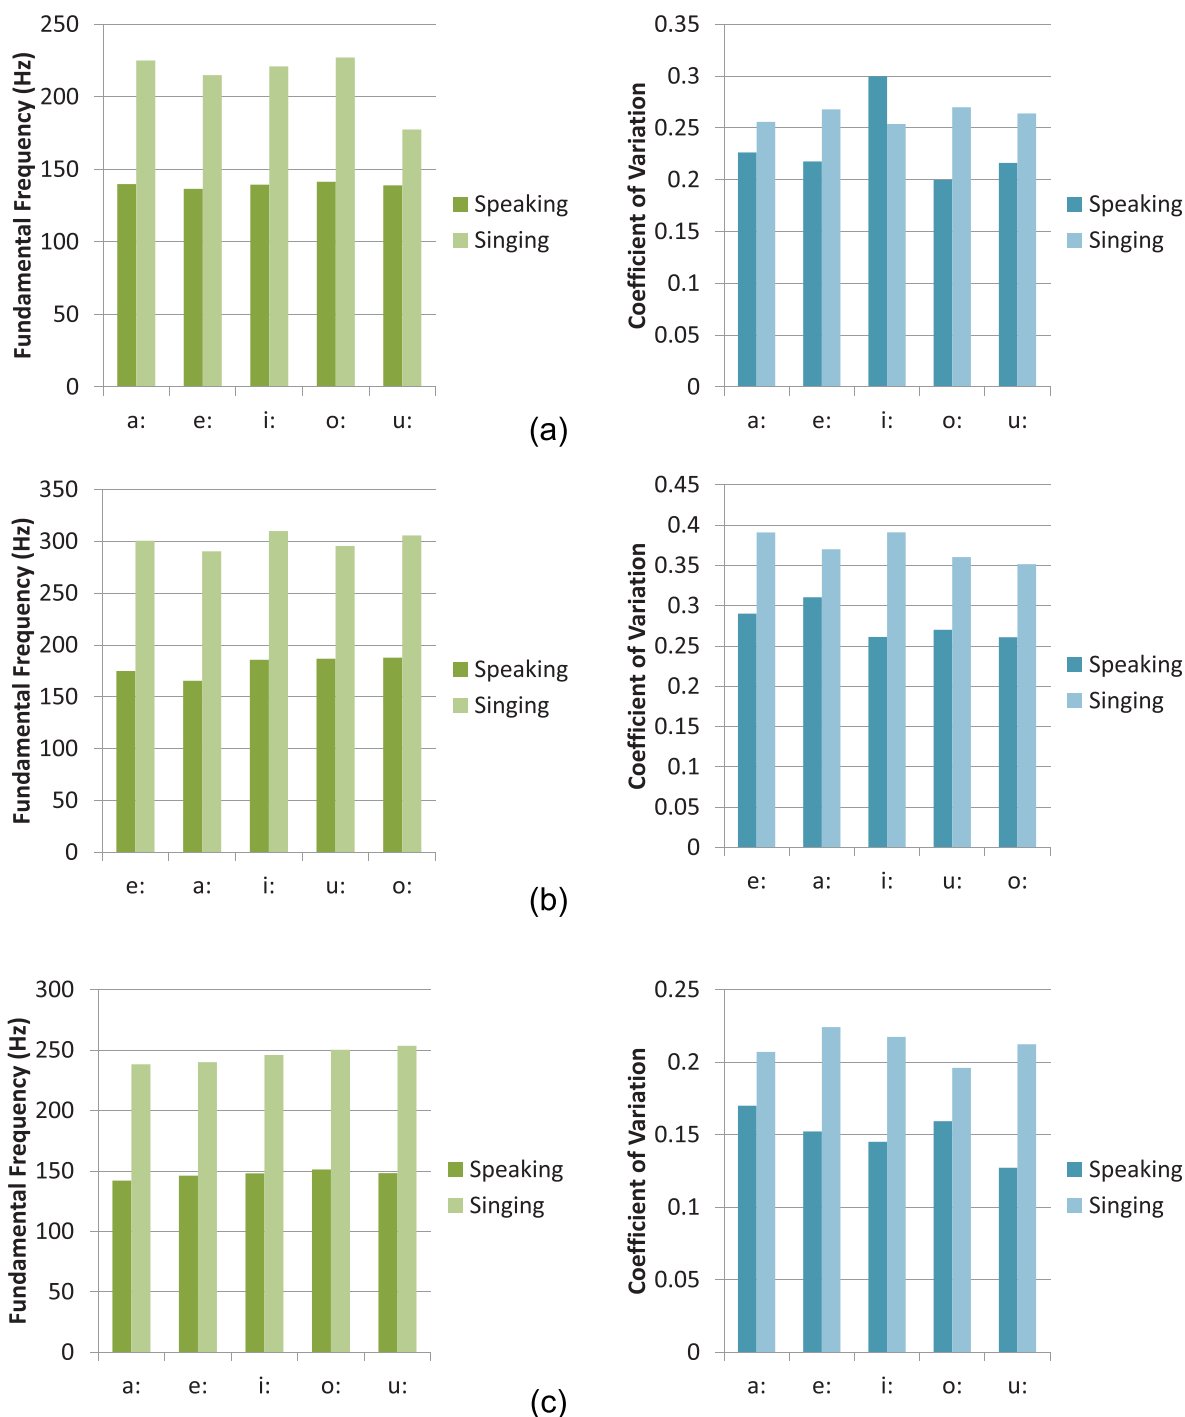 Fundamental Frequency (Hz)
250
200
150
100
50
0
a: e: i: o: u:
Speaking
Singing
Coefficient of Variation
0.35
0.3
0.25
0.2
0.15
0.1
0.05
0
a: e: i: o: u:
Speaking
Singing
(a)
Fundamental Frequency (Hz)
350
300
250
200
150
100
50
0
e: a: i: u: o:
Speaking
Singing
Coefficient of Variation
0.45
0.4
0.35
0.3
0.25
0.2
0.15
0.1
0.05
0
e: a: i: u: o:
Speaking
Singing
(b)
Fundamental Frequency (Hz)
300
250
200
150
100
50
0
a: e: i: o: u:
Speaking
Singing
Coefficient of Variation
0.25
0.2
0.15
0.1
0.05
0
a: e: i: o: u:
Speaking
Singing
(c)